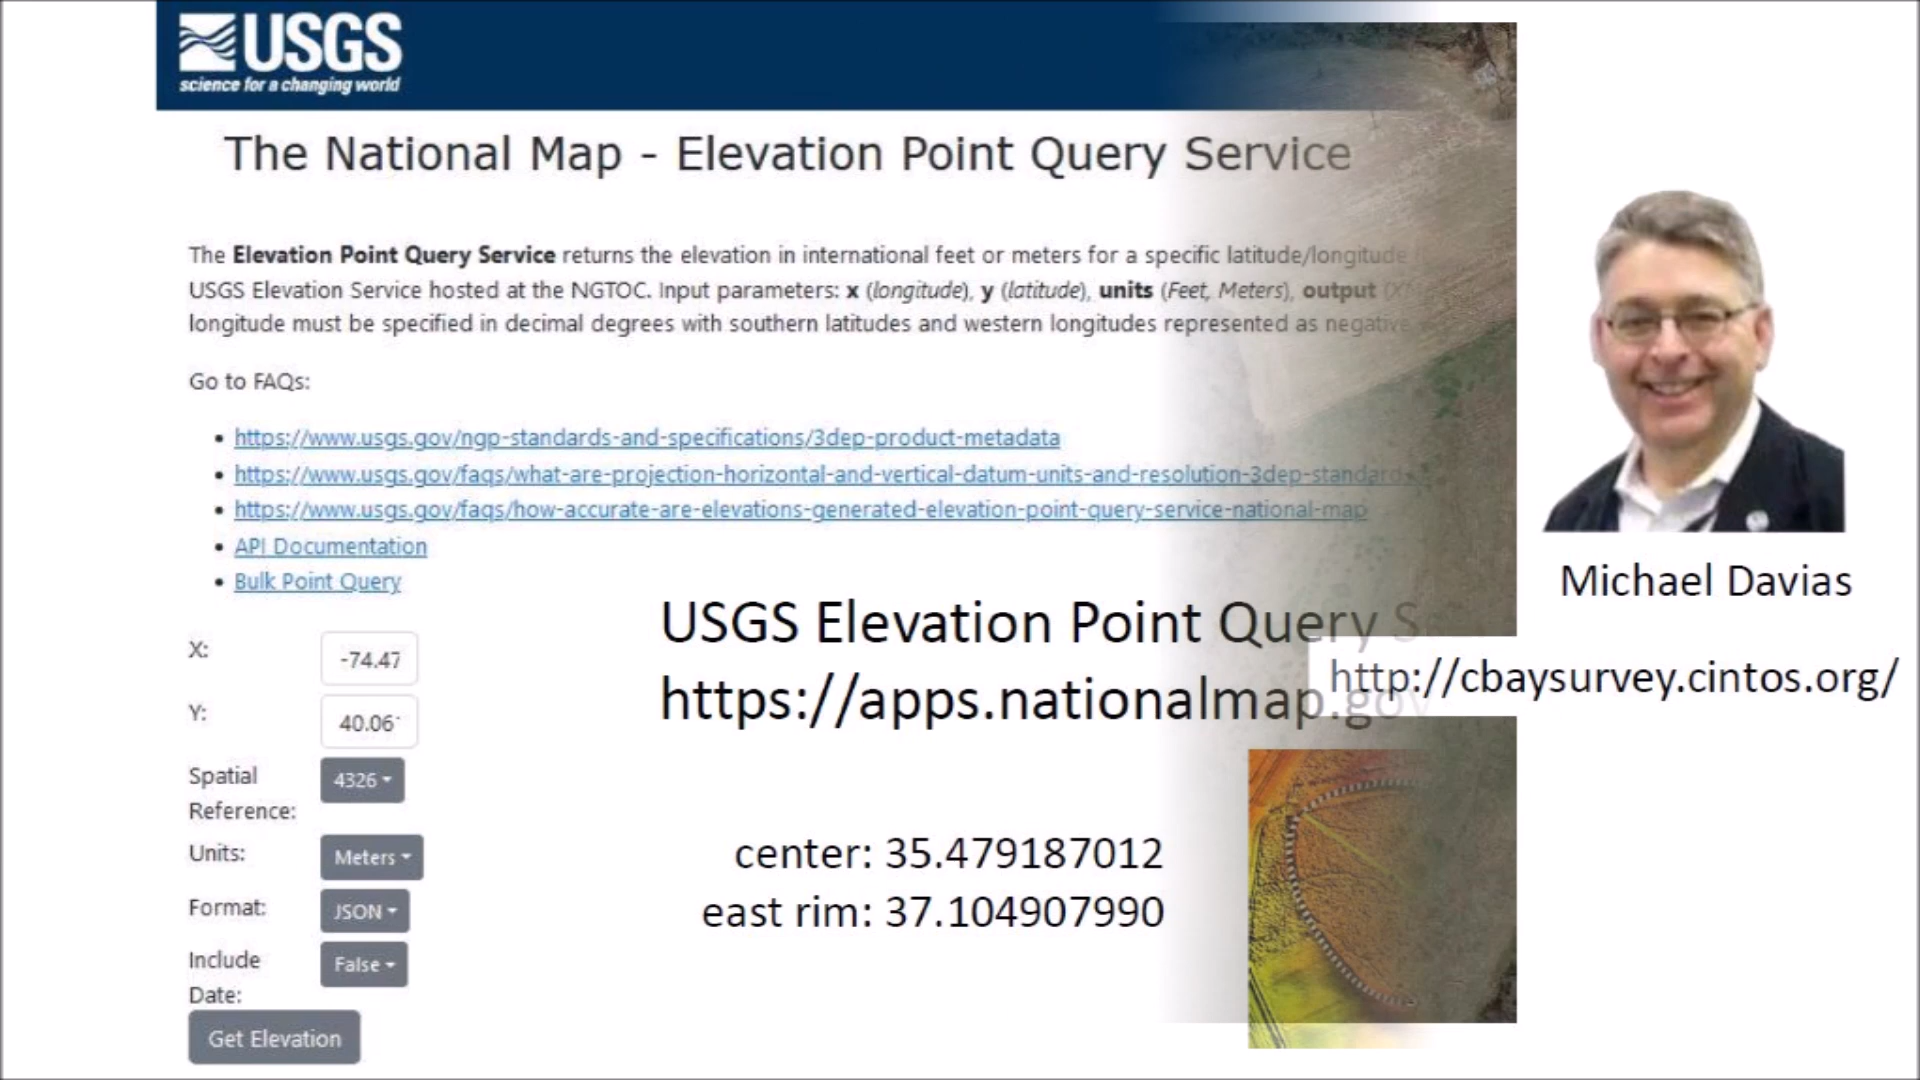 USGS
science for a changing world
The National Map - Elevation Point Query Service
The Elevation Point Query Service returns the elevation in international feet or meters for a specific latitude/longitude
USGS Elevation Service hosted at the NGTOC. Input parameters: x (longitude), y (latitude), units (Feet, Meters), output
longitude must be specified in decimal degrees with southern latitudes and western longitudes represented as negative
Go to FAQs:
• https://www.usgs.gov/ngp-standards-and-specifications/3dep-product-metadata
• https://www.usgs.gov/faqs/what-are-projection-horizontal-and-vertical-datum-units-and-resolution-3dep-standard
• https://www.usgs.gov/faqs/how-accurate-are-elevations-generated-elevation-point-query-service-national-map
• API Documentation
• Bulk Point Query
X: -74.47
Y: 40.06
Spatial Reference: 4326
Units: Meters
Format: JSON
Include Date: False
Get Elevation
USGS Elevation Point Query S
https://apps.nationalmap.gov
center: 35.479187012
east rim: 37.104907990
Michael Davias
http://cbaysurvey.cintos.org/